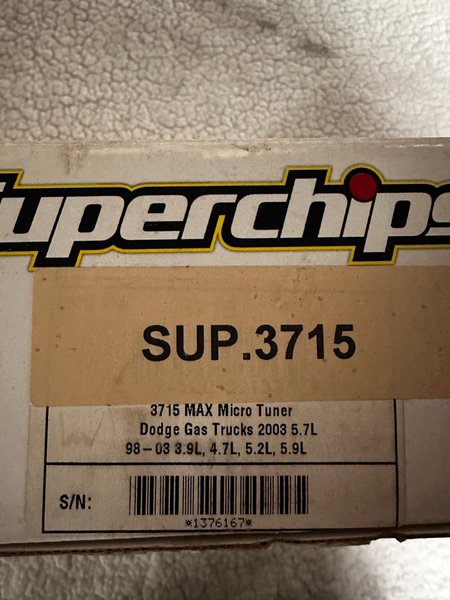 Superchips
SUP.3715
3715 MAX Micro Tuner
Dodge Gas Trucks 2003 5.7L
98-03 3.9L, 4.7L, 5.2L, 5.9L
S/N:
*1376167*